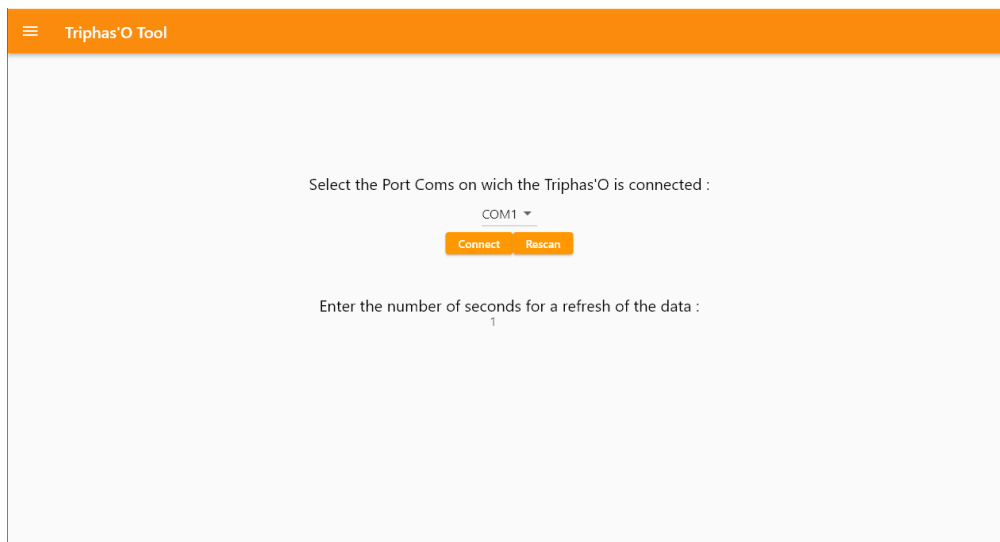 Triphas'O Tool
Select the Port Coms on wich the Triphas'O is connected :
COM1
Connect Rescan
Enter the number of seconds for a refresh of the data :
1